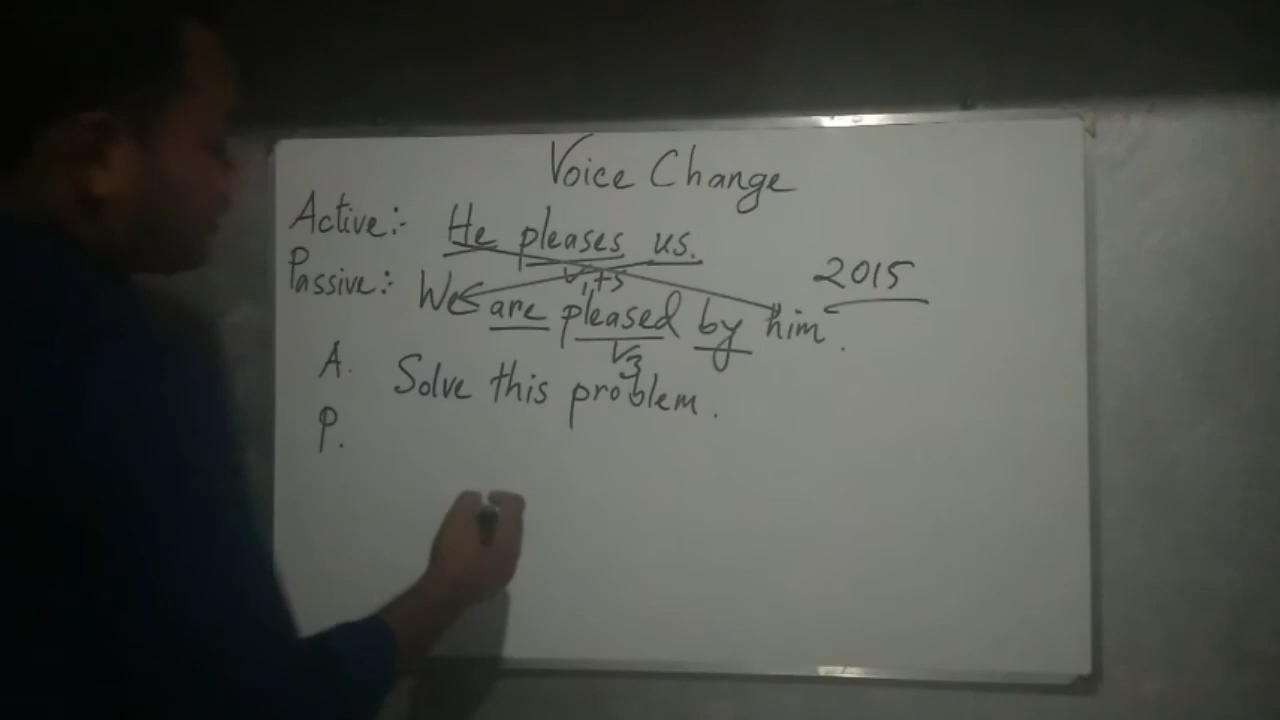 Voice Change
Active:- He pleases us.
V1+s
2015
Passive:- We are pleased by him.
V3
A. Solve this problem.
P.